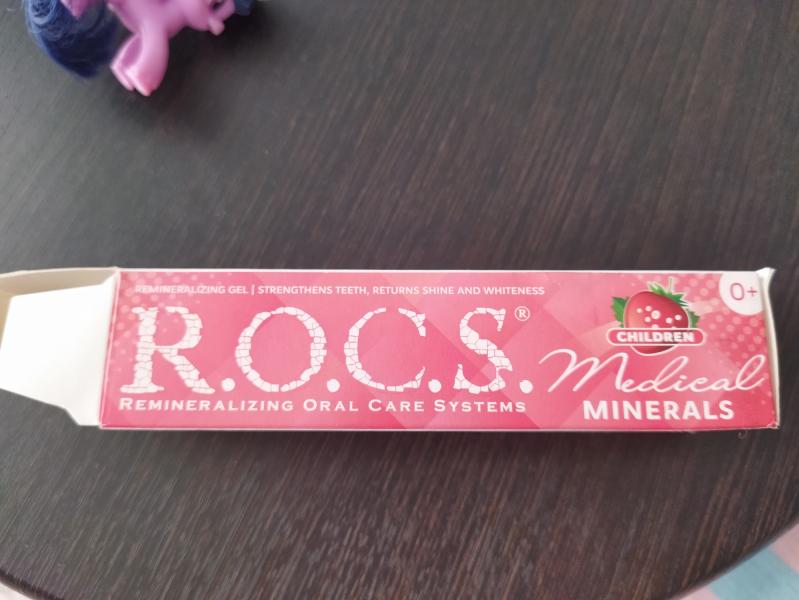 REMINERALIZING GEL | STRENGTHENS TEETH, RETURNS SHINE AND WHITENESS
0+
R.O.C.S.®
CHILDREN
Medical
MINERALS
REMINERALIZING ORAL CARE SYSTEMS